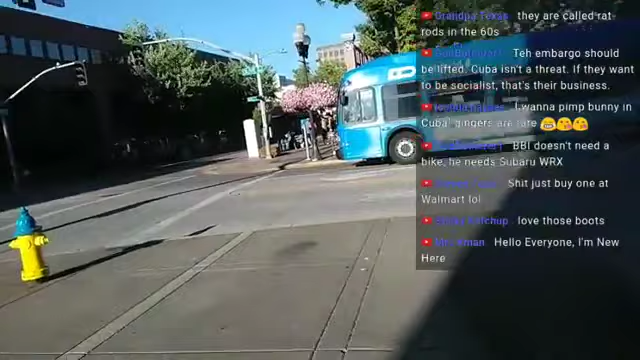 Grandpa Texas they are called rat
rods in the 60s
Teh embargo should
be lifted. Cuba isn't a threat. If they want
to be socialist, that's their business.
I wanna pimp bunny in
Cuba! gingers are rare 😂😘😘
BBI doesn't need a
bike, he needs Subaru WRX
Shit just buy one at
Walmart lol
love those boots
Hello Everyone, I'm New
Here